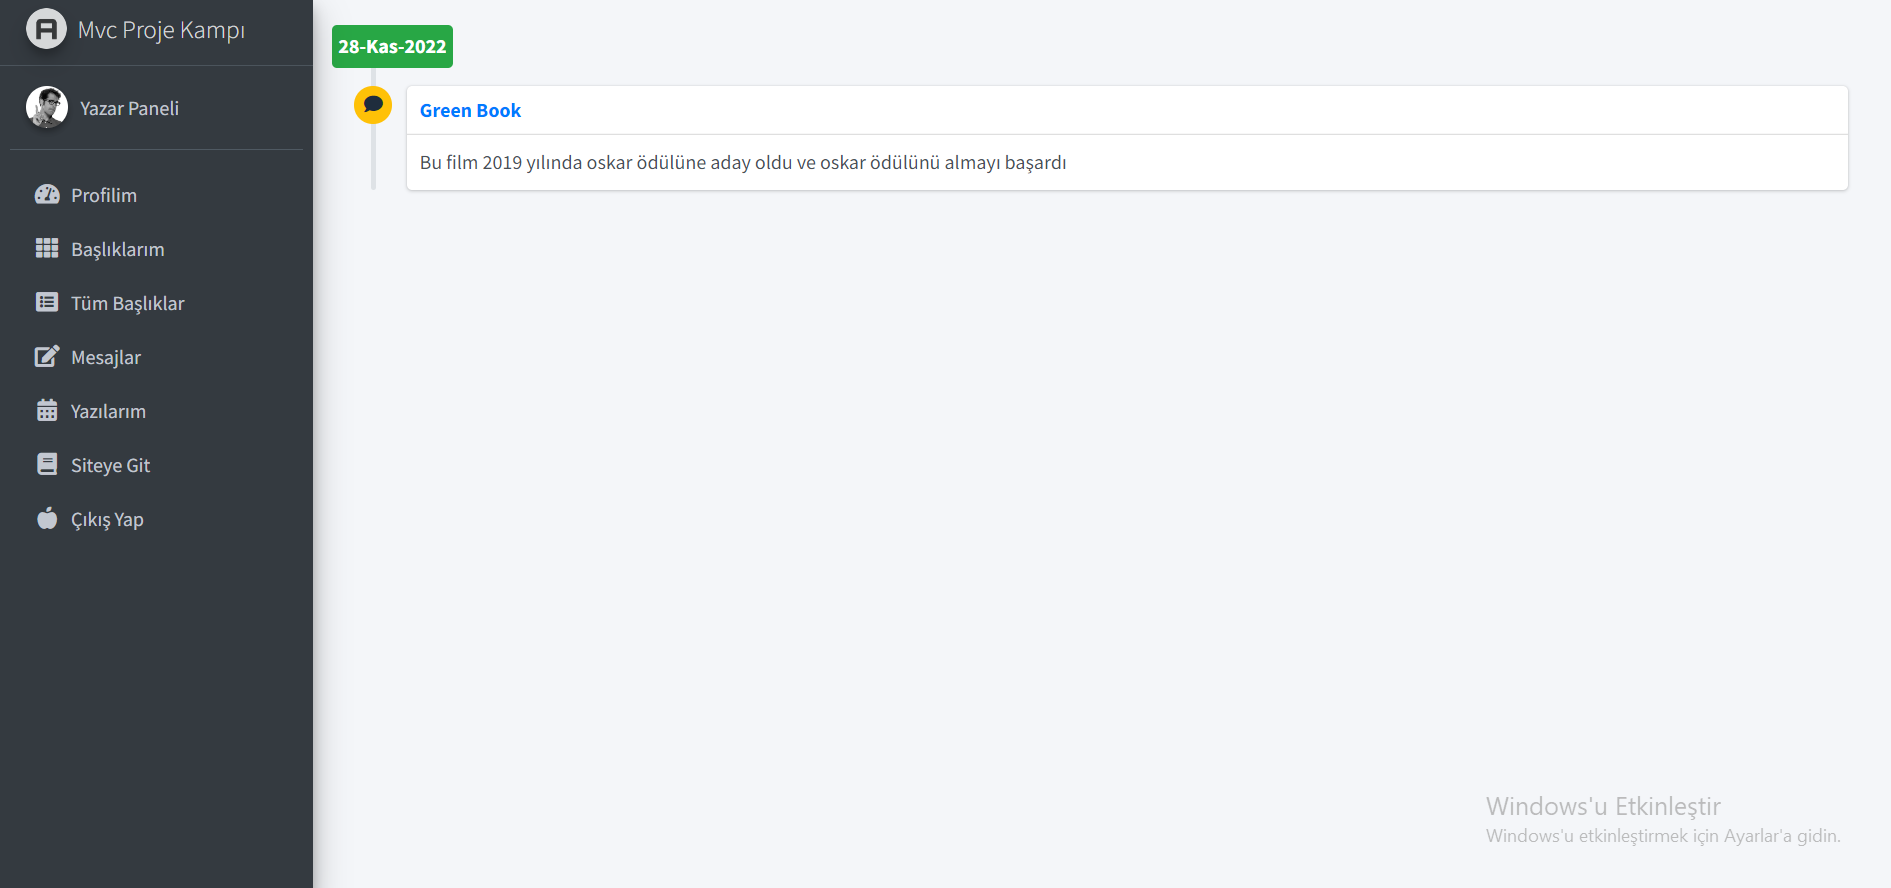 Mvc Proje Kampı
Yazar Paneli
Profilim
Başlıklarım
Tüm Başlıklar
Mesajlar
Yazılarım
Siteye Git
Çıkış Yap
28-Kas-2022
Green Book
Bu film 2019 yılında oskar ödülüne aday oldu ve oskar ödülünü almayı başardı
Windows'u Etkinleştir
Windows'u etkinleştirmek için Ayarlar'a gidin.